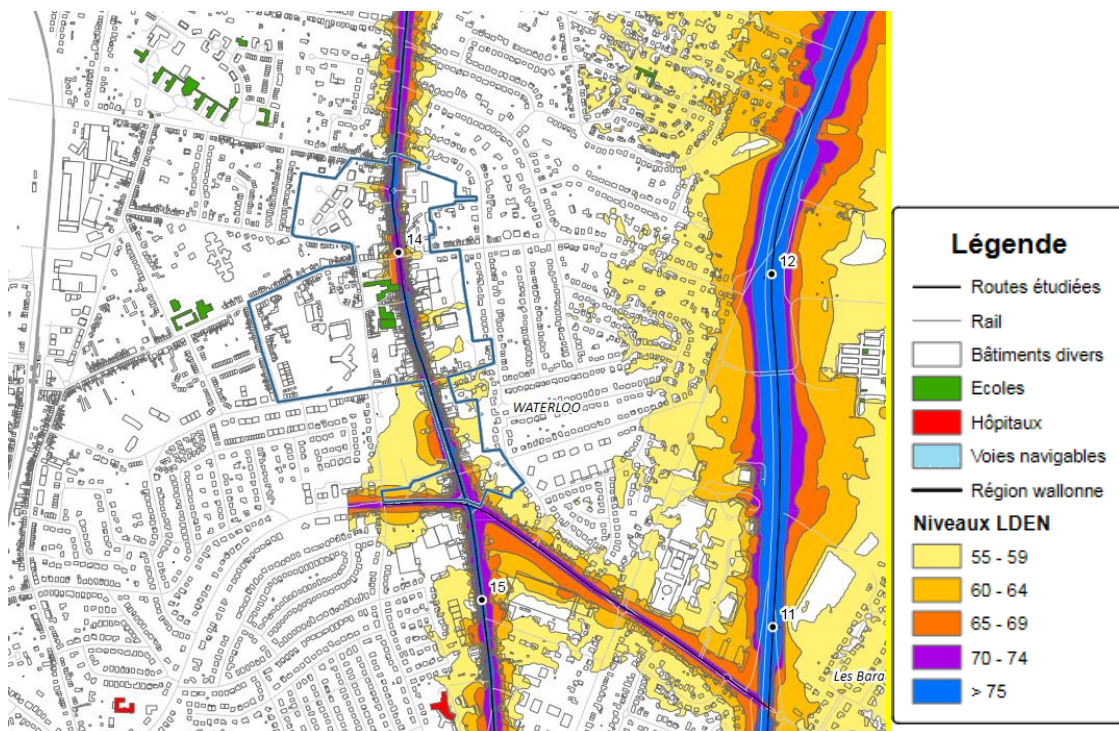 14
12
WATERLOO
15
11
Les Bara
Légende
Routes étudiées
Rail
Bâtiments divers
Ecoles
Hôpitaux
Voies navigables
Région wallonne
Niveaux LDEN
55 - 59
60 - 64
65 - 69
70 - 74
> 75